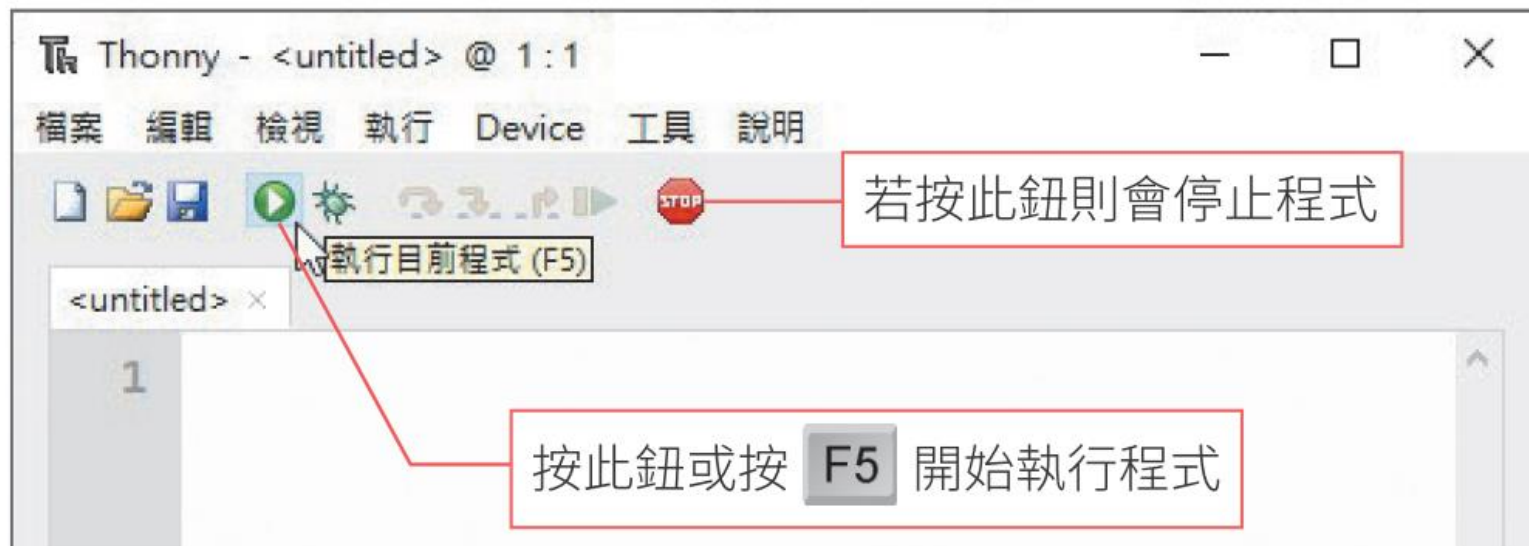 Thonny - <untitled> @ 1 : 1
檔案 編輯 檢視 執行 Device 工具 說明
STOP
若按此鈕則會停止程式
執行目前程式 (F5)
<untitled> ×
1
按此鈕或按 F5 開始執行程式